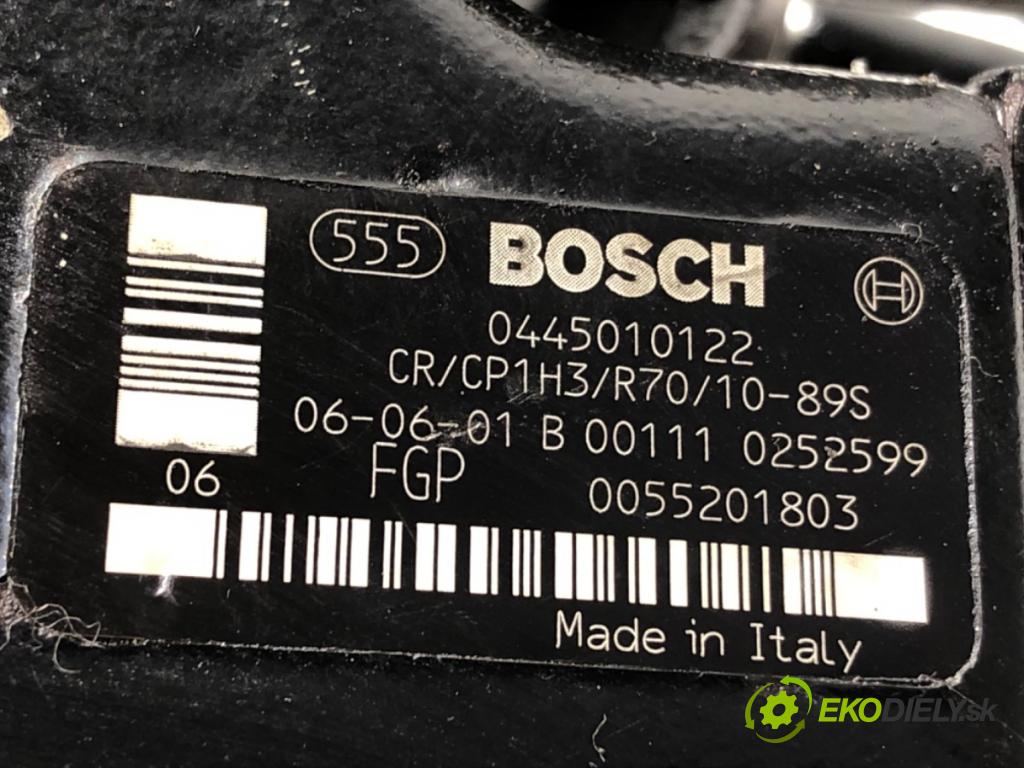 555 BOSCH
0445010122
CR/CP1H3/R70/10-89S
06-06-01 B 00111 0252599
06 FGP 0055201803
Made in Italy
EKODIELY.sk